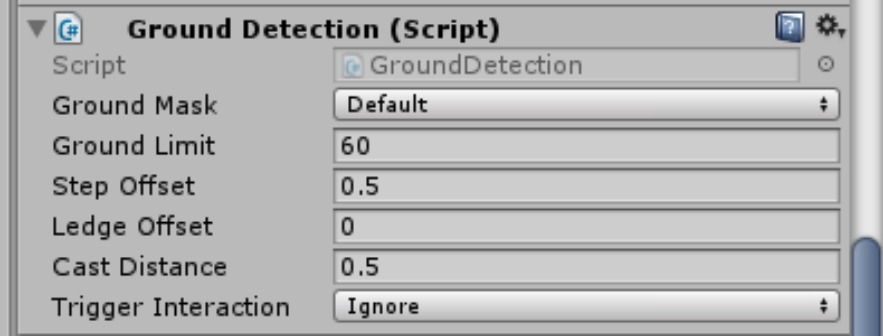 Ground Detection (Script)
Script GroundDetection
Ground Mask Default
Ground Limit 60
Step Offset 0.5
Ledge Offset 0
Cast Distance 0.5
Trigger Interaction Ignore